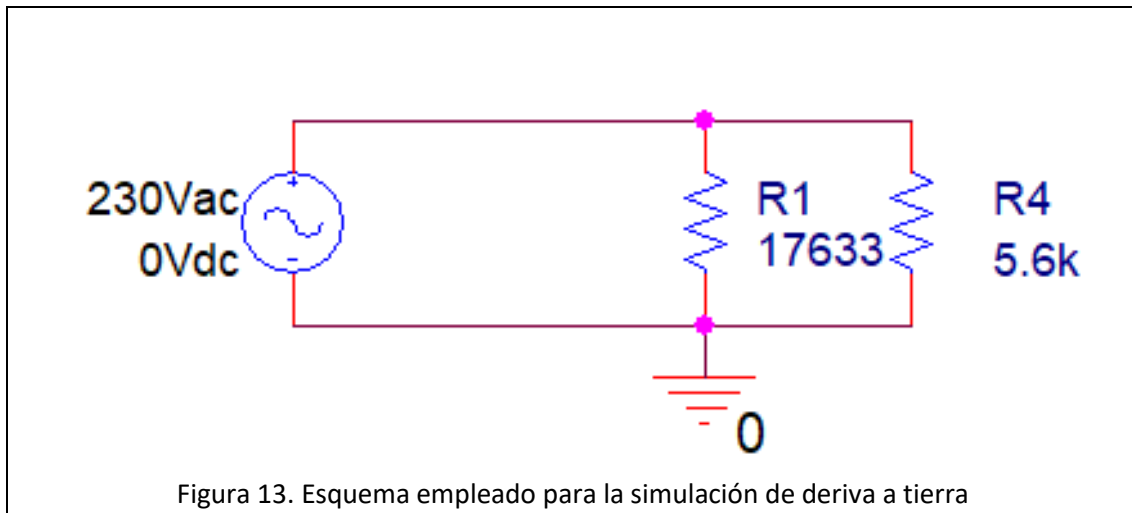 230Vac
0Vdc
+
-
R1
17633
R4
5.6k
0
Figura 13. Esquema empleado para la simulación de deriva a tierra